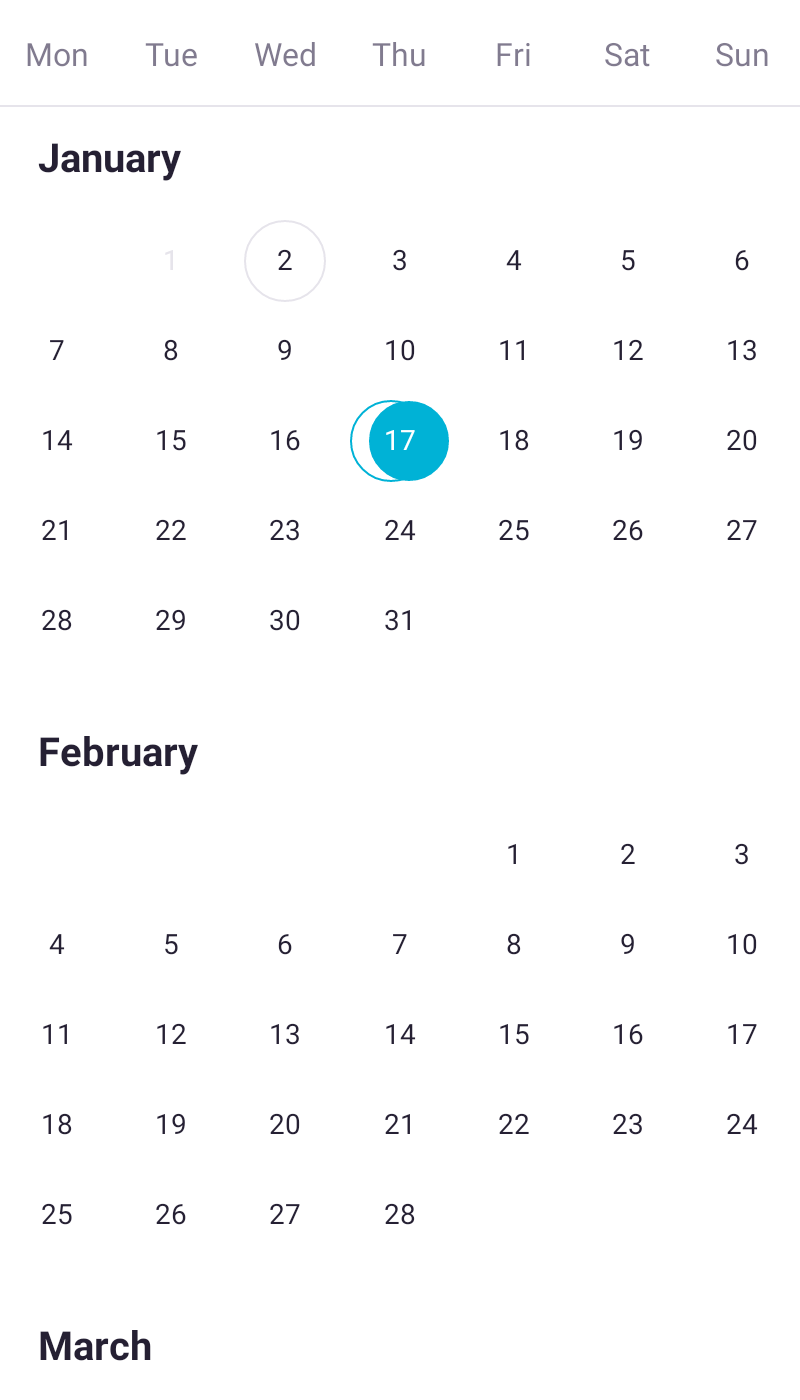 Mon Tue Wed Thu Fri Sat Sun
January
1 2 3 4 5 6
7 8 9 10 11 12 13
14 15 16 17 18 19 20
21 22 23 24 25 26 27
28 29 30 31
February
1 2 3
4 5 6 7 8 9 10
11 12 13 14 15 16 17
18 19 20 21 22 23 24
25 26 27 28
March